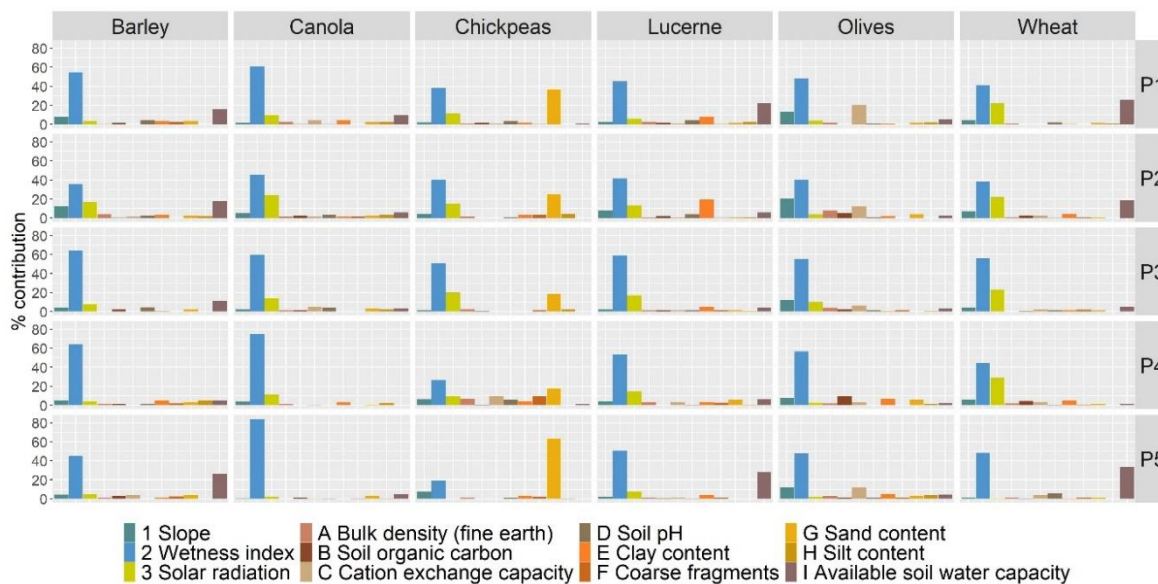 Barley Canola Chickpeas Lucerne Olives Wheat
% contribution
80
60
40
20
0
P1
80
60
40
20
0
P2
80
60
40
20
0
P3
80
60
40
20
0
P4
80
60
40
20
0
P5
1 Slope A Bulk density (fine earth) D Soil pH G Sand content
2 Wetness index B Soil organic carbon E Clay content H Silt content
3 Solar radiation C Cation exchange capacity F Coarse fragments I Available soil water capacity